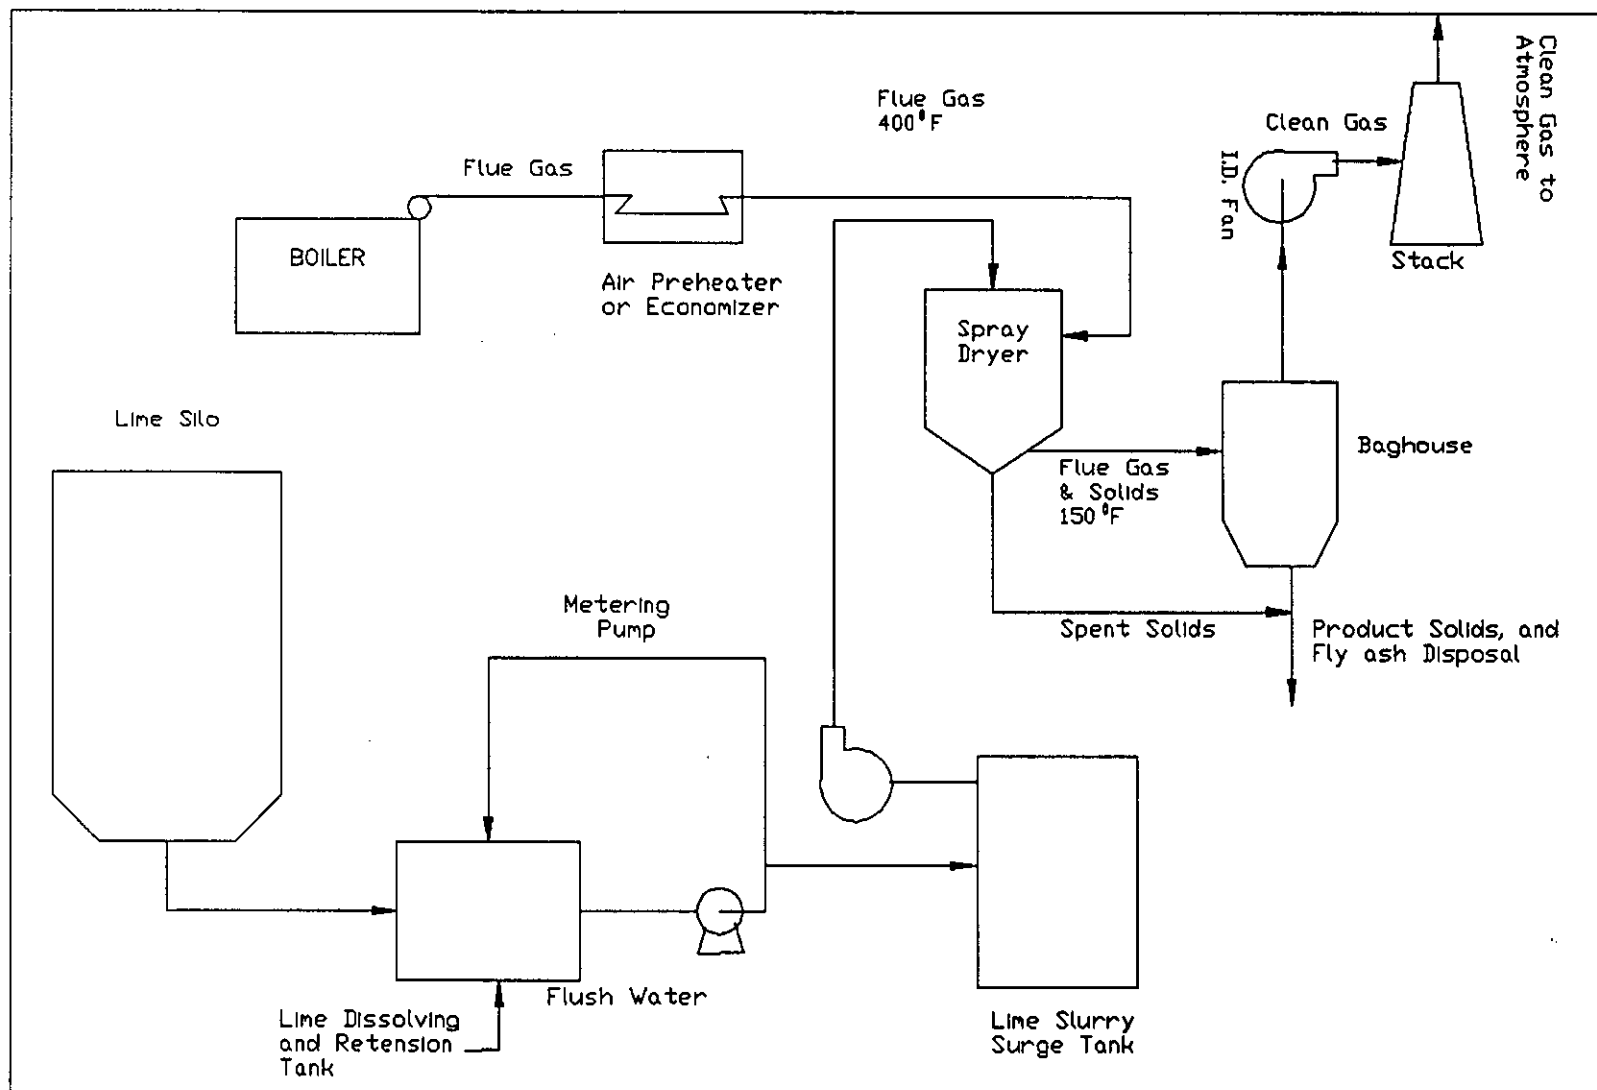 Clean Gas to
Atmosphere
Flue Gas
400°F
Clean Gas
I.D. Fan
Flue Gas
BOILER
Stack
Air Preheater
or Economizer
Spray
Dryer
Lime Silo
Baghouse
Flue Gas
& Solids
150°F
Metering
Pump
Spent Solids
Product Solids, and
Fly ash Disposal
Flush Water
Lime Dissolving
and Retension
Tank
Lime Slurry
Surge Tank